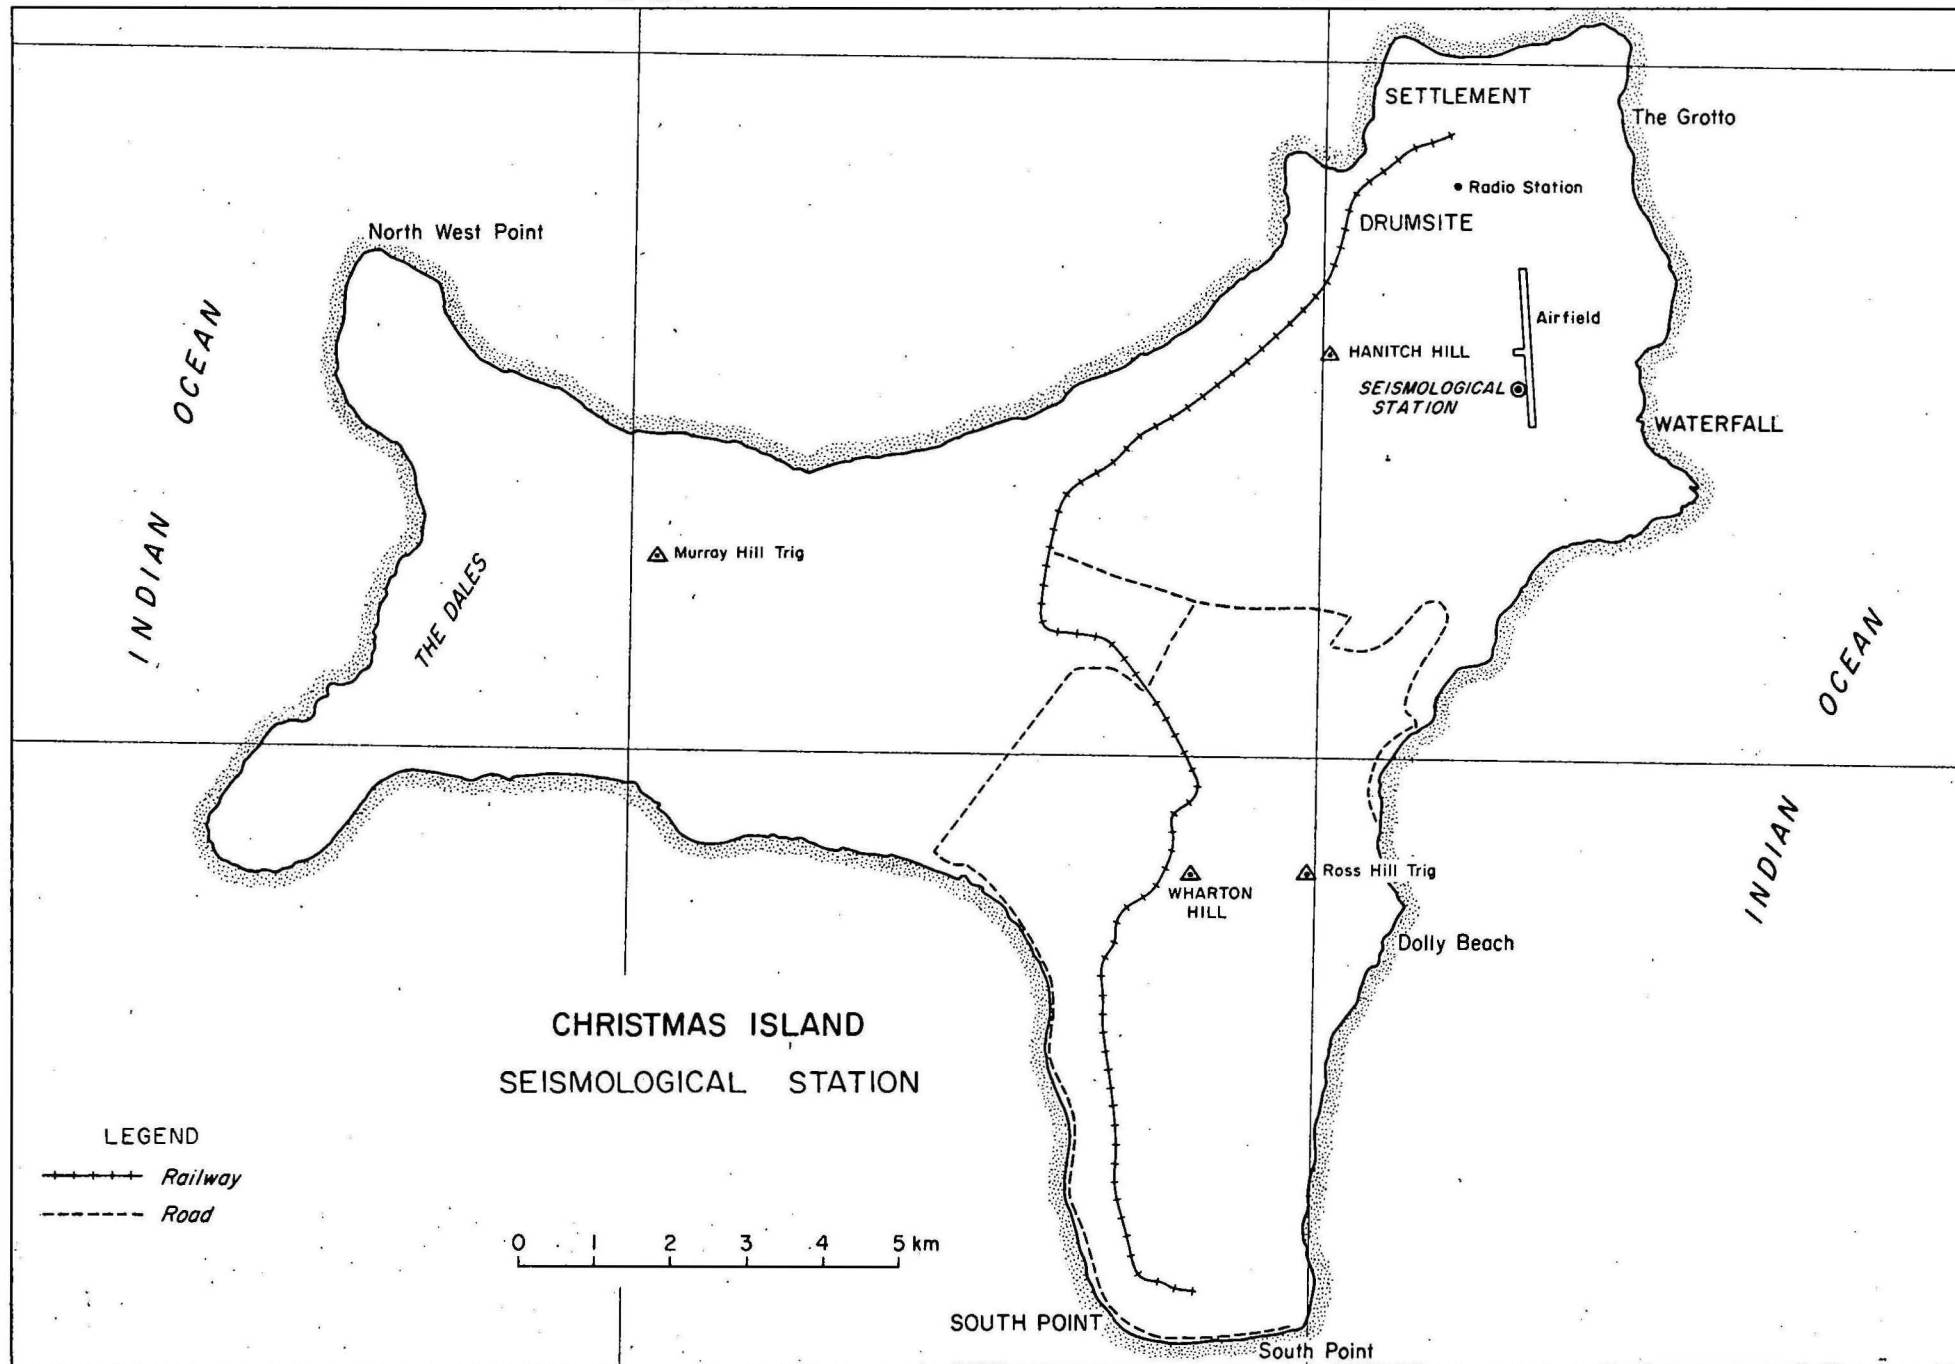 SETTLEMENT
The Grotto
Radio Station
DRUMSITE
North West Point
Airfield
HANITCH HILL
SEISMOLOGICAL
STATION
WATERFALL
INDIAN OCEAN
Murray Hill Trig
THE DALES
INDIAN OCEAN
WHARTON
HILL
Ross Hill Trig
Dolly Beach
CHRISTMAS ISLAND
SEISMOLOGICAL STATION
LEGEND
Railway
Road
0 1 2 3 4 5 km
SOUTH POINT
South Point